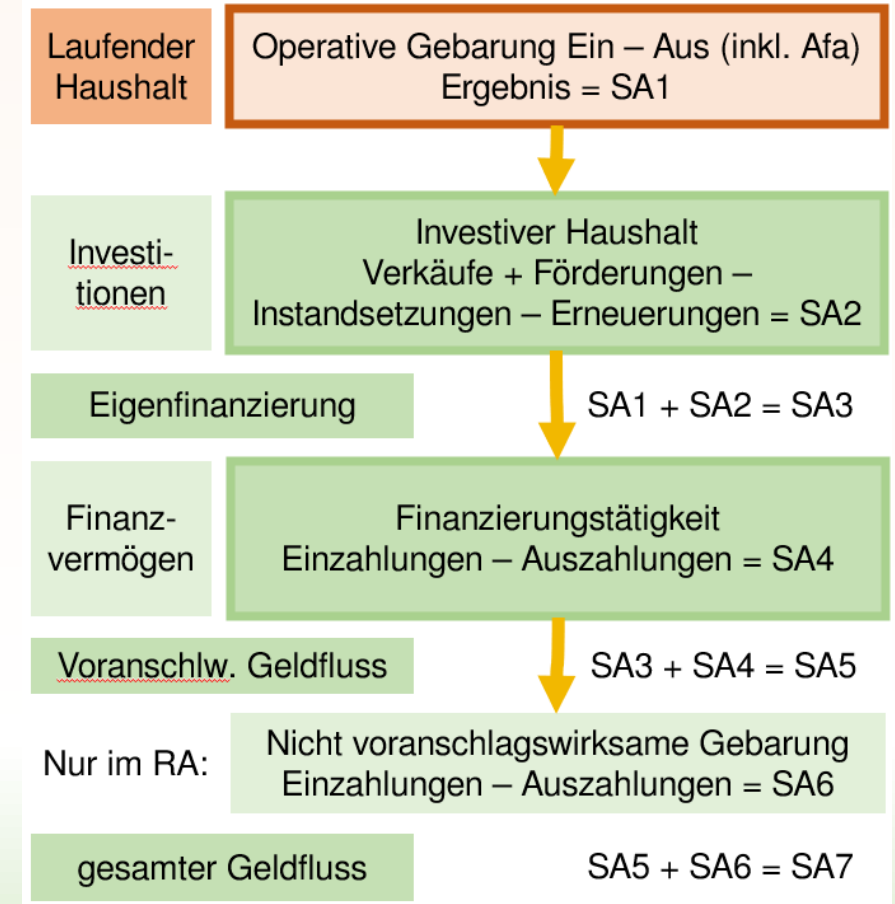 Laufender
Haushalt
Operative Gebarung Ein – Aus (inkl. Afa)
Ergebnis = SA1
Investi-
tionen
Investiver Haushalt
Verkäufe + Förderungen –
Instandsetzungen – Erneuerungen = SA2
Eigenfinanzierung
SA1 + SA2 = SA3
Finanz-
vermögen
Finanzierungstätigkeit
Einzahlungen – Auszahlungen = SA4
Voranschlw. Geldfluss
SA3 + SA4 = SA5
Nur im RA:
Nicht voranschlagswirksame Gebarung
Einzahlungen – Auszahlungen = SA6
gesamter Geldfluss
SA5 + SA6 = SA7